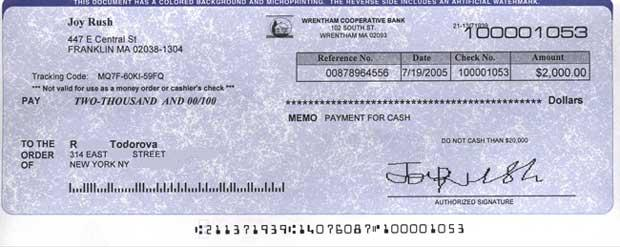 THIS DOCUMENT HAS A COLORED BACKGROUND AND MICROPRINTING. THE REVERSE SIDE INCLUDES AN ARTIFICIAL WATERMARK.
Joy Rush
447 E Central St
FRANKLIN MA 02038-1304
WRENTHAM COOPERATIVE BANK
102 SOUTH ST.
WRENTHAM MA 02093
100001053
Reference No. Date Check No. Amount
00878964556 7/19/2005 100001053 $2,000.00
Tracking Code: MQ7F-60KI-59FQ
*** Not valid for use as a money order or cashier's check ***
PAY TWO-THOUSAND AND 00/100 Dollars
MEMO PAYMENT FOR CASH
DO NOT CASH THAN $20,000
TO THE ORDER OF
R Todorova
314 EAST STREET
NEW YORK NY
AUTHORIZED SIGNATURE
⑆211371939⑆14076087⑈100001053